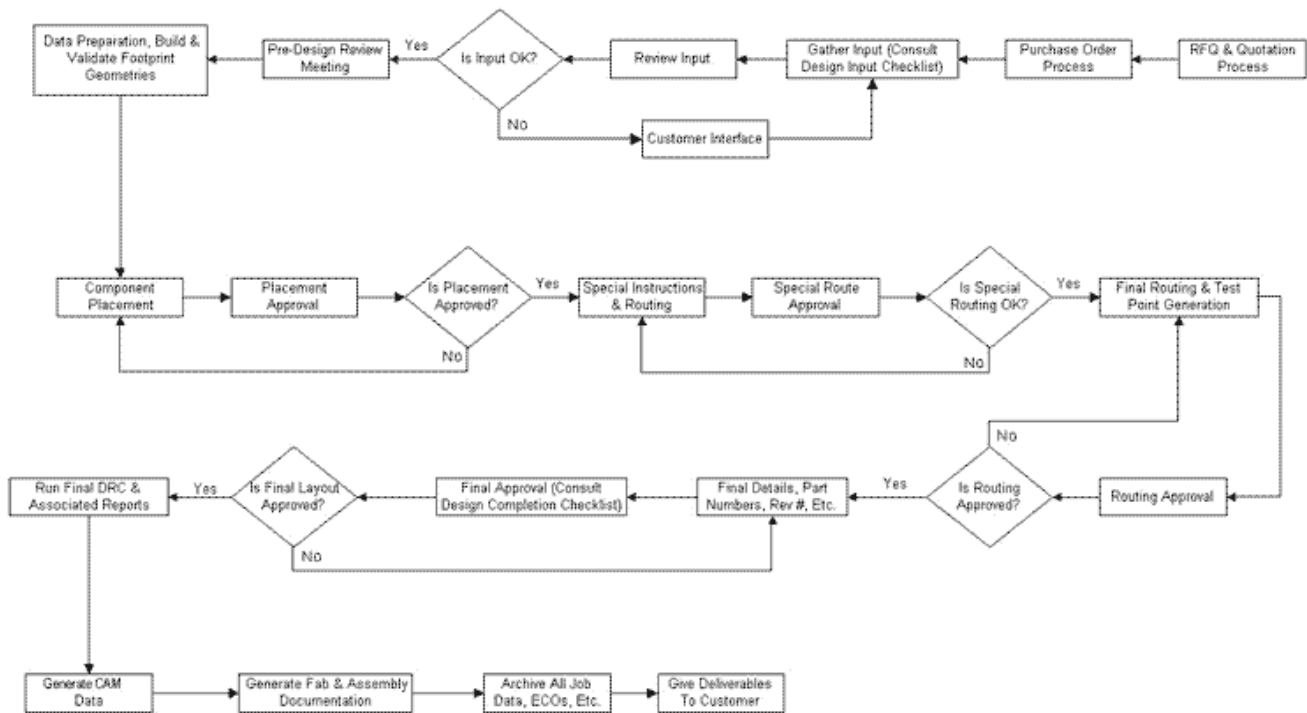 Data Preparation, Build &
Validate Footprint
Geometries
Pre-Design Review
Meeting
Yes
Is Input OK?
No
Review Input
Gather Input (Consult
Design Input Checklist)
Purchase Order
Process
RFQ & Quotation
Process
Customer Interface
Component
Placement
Placement
Approval
Is Placement
Approved?
Yes
No
Special Instructions
& Routing
Special Route
Approval
Is Special
Routing OK?
Yes
No
Final Routing & Test
Point Generation
Run Final DRC &
Associated Reports
Yes
Is Final Layout
Approved?
No
Final Approval (Consult
Design Completion Checklist)
Final Details, Part
Numbers, Rev #, Etc.
Yes
Is Routing
Approved?
No
Routing Approval
Generate CAM
Data
Generate Fab & Assembly
Documentation
Archive All Job
Data, ECOs, Etc.
Give Deliverables
To Customer